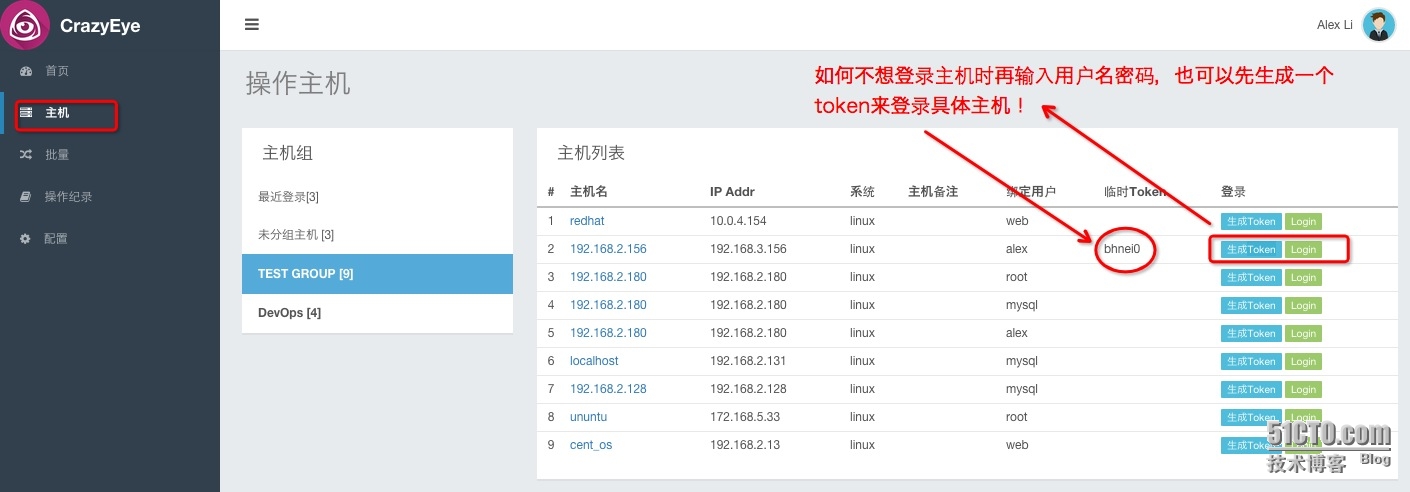 CrazyEye
Alex Li
首页
主机
批量
操作纪录
配置
操作主机
如何不想登录主机时再输入用户名密码，也可以先生成一个
token来登录具体主机！
主机组
最近登录[3]
未分组主机 [3]
TEST GROUP [9]
DevOps [4]
主机列表
# 主机名 IP Addr 系统 主机备注 绑定用户 临时Token 登录
1 redhat 10.0.4.154 linux web 生成Token Login
2 192.168.2.156 192.168.3.156 linux alex bhnei0 生成Token Login
3 192.168.2.180 192.168.2.180 linux root 生成Token Login
4 192.168.2.180 192.168.2.180 linux mysql 生成Token Login
5 192.168.2.180 192.168.2.180 linux alex 生成Token Login
6 localhost 192.168.2.131 linux mysql 生成Token Login
7 192.168.2.128 192.168.2.128 linux mysql 生成Token Login
8 ununtu 172.168.5.33 linux root 生成Token Login
9 cent_os 192.168.2.13 linux web 生成Token
51CTO.com
技术博客 Blog